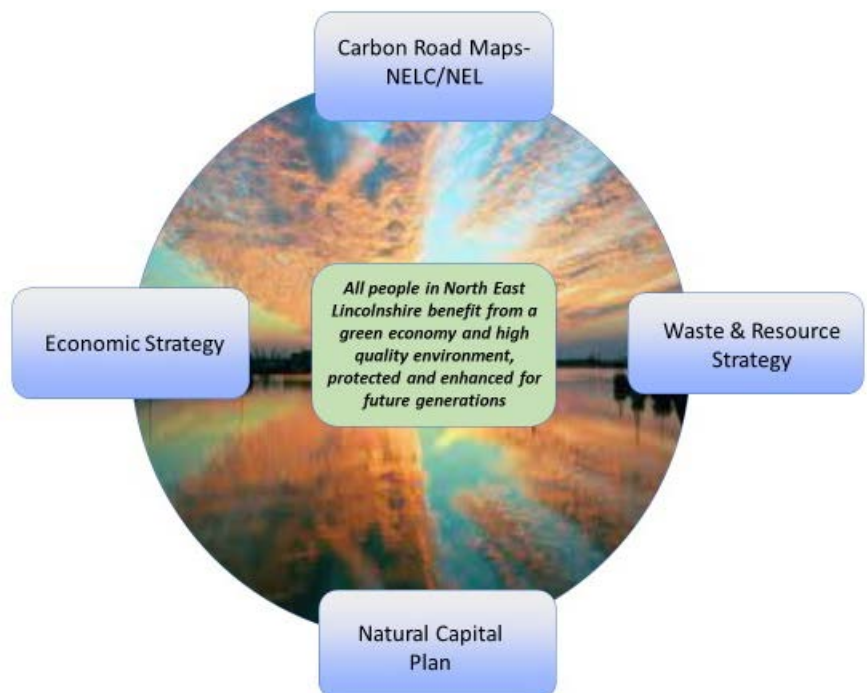 Carbon Road Maps-
NELC/NEL
All people in North East
Lincolnshire benefit from a
green economy and high
quality environment,
protected and enhanced for
future generations
Economic Strategy
Waste & Resource
Strategy
Natural Capital
Plan